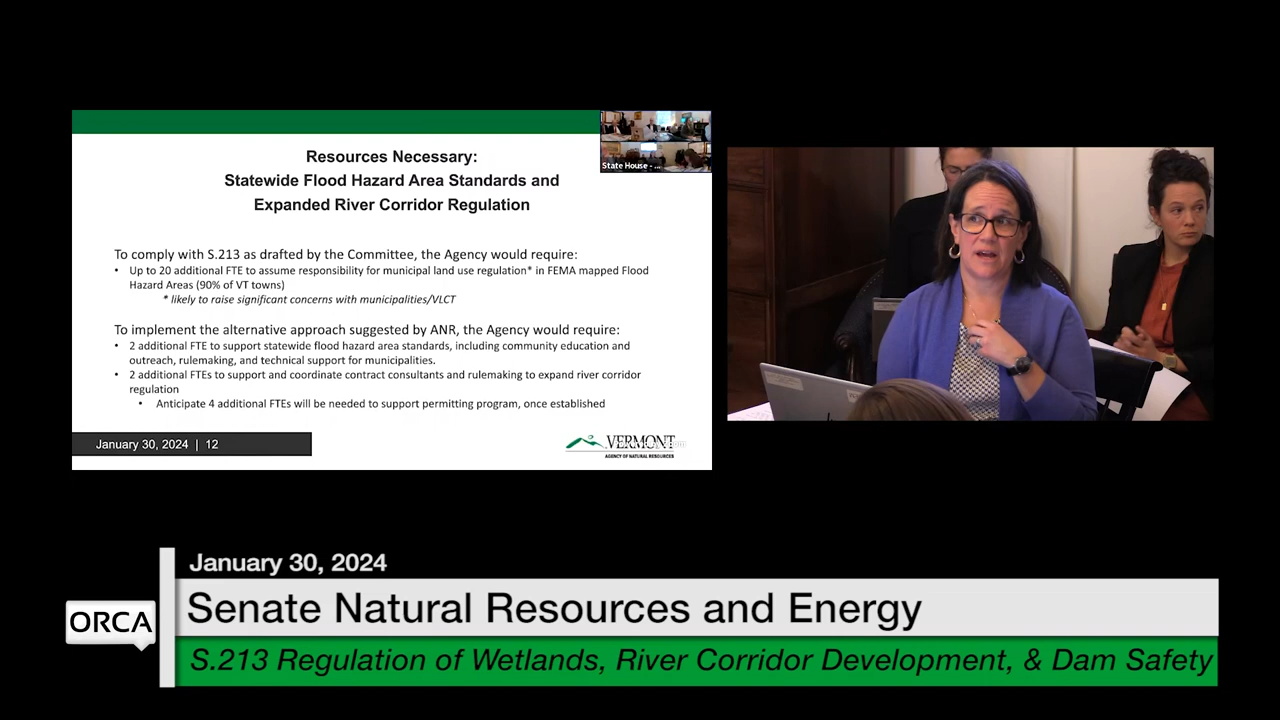 Resources Necessary:
Statewide Flood Hazard Area Standards and
Expanded River Corridor Regulation
State House - ...
To comply with S.213 as drafted by the Committee, the Agency would require:
• Up to 20 additional FTE to assume responsibility for municipal land use regulation* in FEMA mapped Flood
Hazard Areas (90% of VT towns)
* likely to raise significant concerns with municipalities/VLCT
To implement the alternative approach suggested by ANR, the Agency would require:
• 2 additional FTE to support statewide flood hazard area standards, including community education and
outreach, rulemaking, and technical support for municipalities.
• 2 additional FTEs to support and coordinate contract consultants and rulemaking to expand river corridor
regulation
• Anticipate 4 additional FTEs will be needed to support permitting program, once established
January 30, 2024 | 12
VERMONT
AGENCY OF NATURAL RESOURCES
January 30, 2024
ORCA
Senate Natural Resources and Energy
S.213 Regulation of Wetlands, River Corridor Development, & Dam Safety